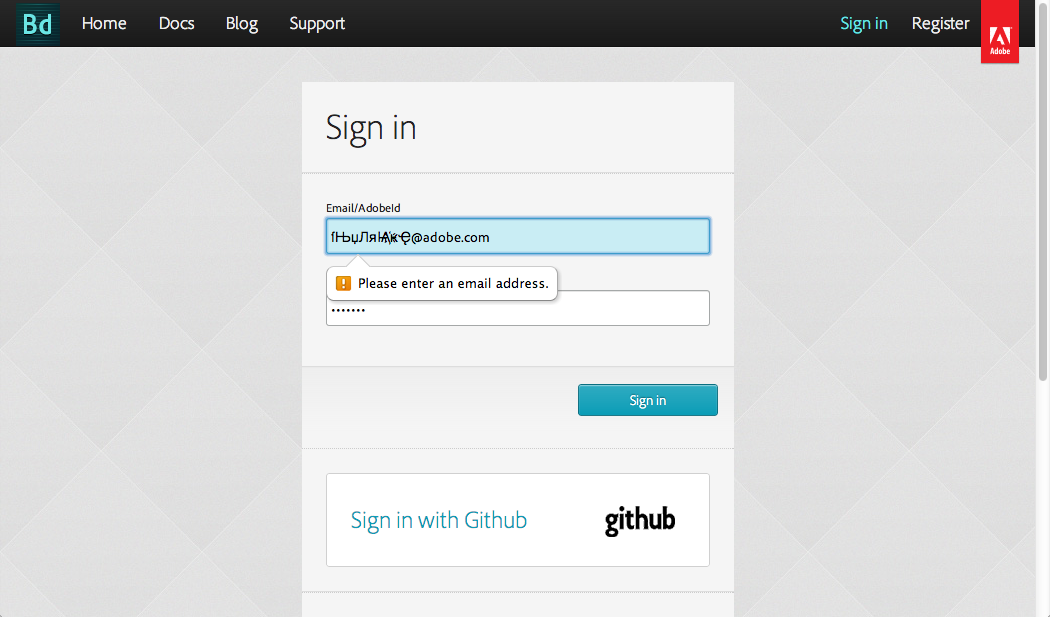 Bd Home Docs Blog Support Sign in Register
Adobe
Sign in
Email/AdobeId
@adobe.com
Please enter an email address.
•••••••
Sign in
Sign in with Github github